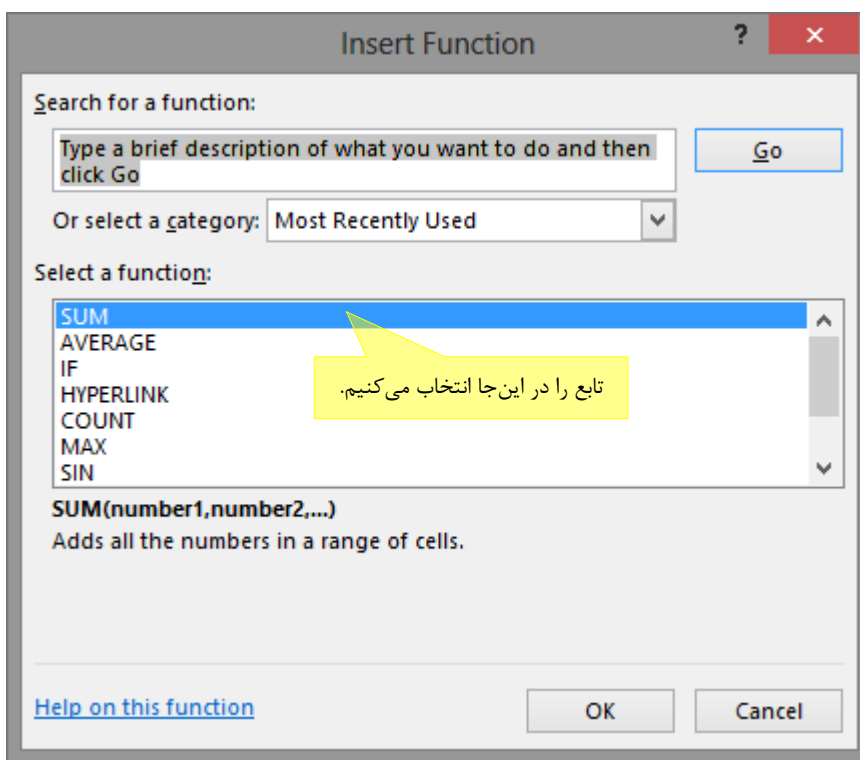 Insert Function
?
×
Search for a function:
Type a brief description of what you want to do and then
click Go
Go
Or select a category:
Most Recently Used
Select a function:
SUM
AVERAGE
IF
HYPERLINK
COUNT
MAX
SIN
تابع را در این‌جا انتخاب می‌کنیم.
SUM(number1,number2,...)
Adds all the numbers in a range of cells.
Help on this function
OK
Cancel